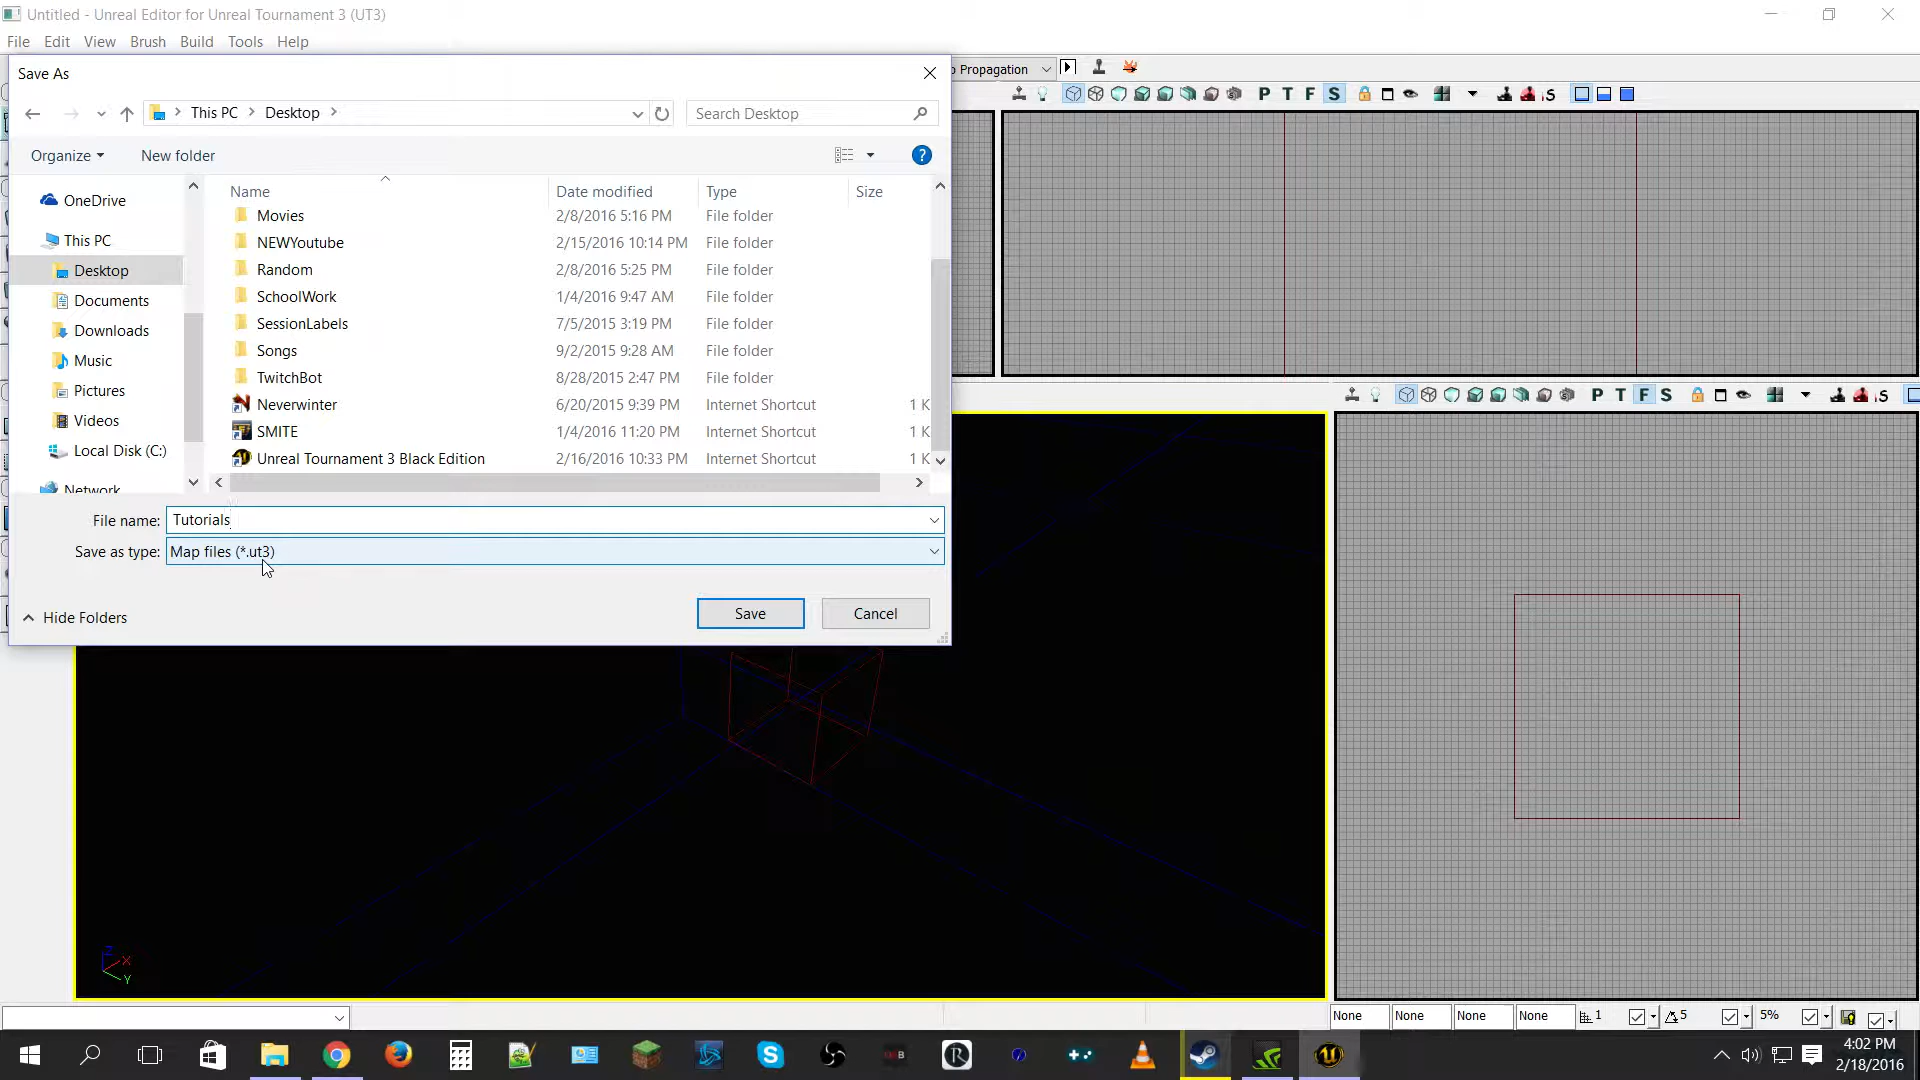 Untitled - Unreal Editor for Unreal Tournament 3 (UT3)
File Edit View Brush Build Tools Help
Save As
Propagation
This PC > Desktop >
Search Desktop
P T F S
S
Organize
New folder
?
OneDrive
This PC
Desktop
Documents
Downloads
Music
Pictures
Videos
Local Disk (C:)
Network
Name Date modified Type Size
Movies 2/8/2016 5:16 PM File folder
NEWYoutube 2/15/2016 10:14 PM File folder
Random 2/8/2016 5:25 PM File folder
SchoolWork 1/4/2016 9:47 AM File folder
SessionLabels 7/5/2015 3:19 PM File folder
Songs 9/2/2015 9:28 AM File folder
TwitchBot 8/28/2015 2:47 PM File folder
Neverwinter 6/20/2015 9:39 PM Internet Shortcut 1 K
SMITE 1/4/2016 11:20 PM Internet Shortcut 1 K
Unreal Tournament 3 Black Edition 2/16/2016 10:33 PM Internet Shortcut 1 K
P T F S
S
File name: Tutorials
Save as type: Map files (*.ut3)
Hide Folders
Save
Cancel
Z X Y
None None None None 1 5 5%
4:02 PM
2/18/2016